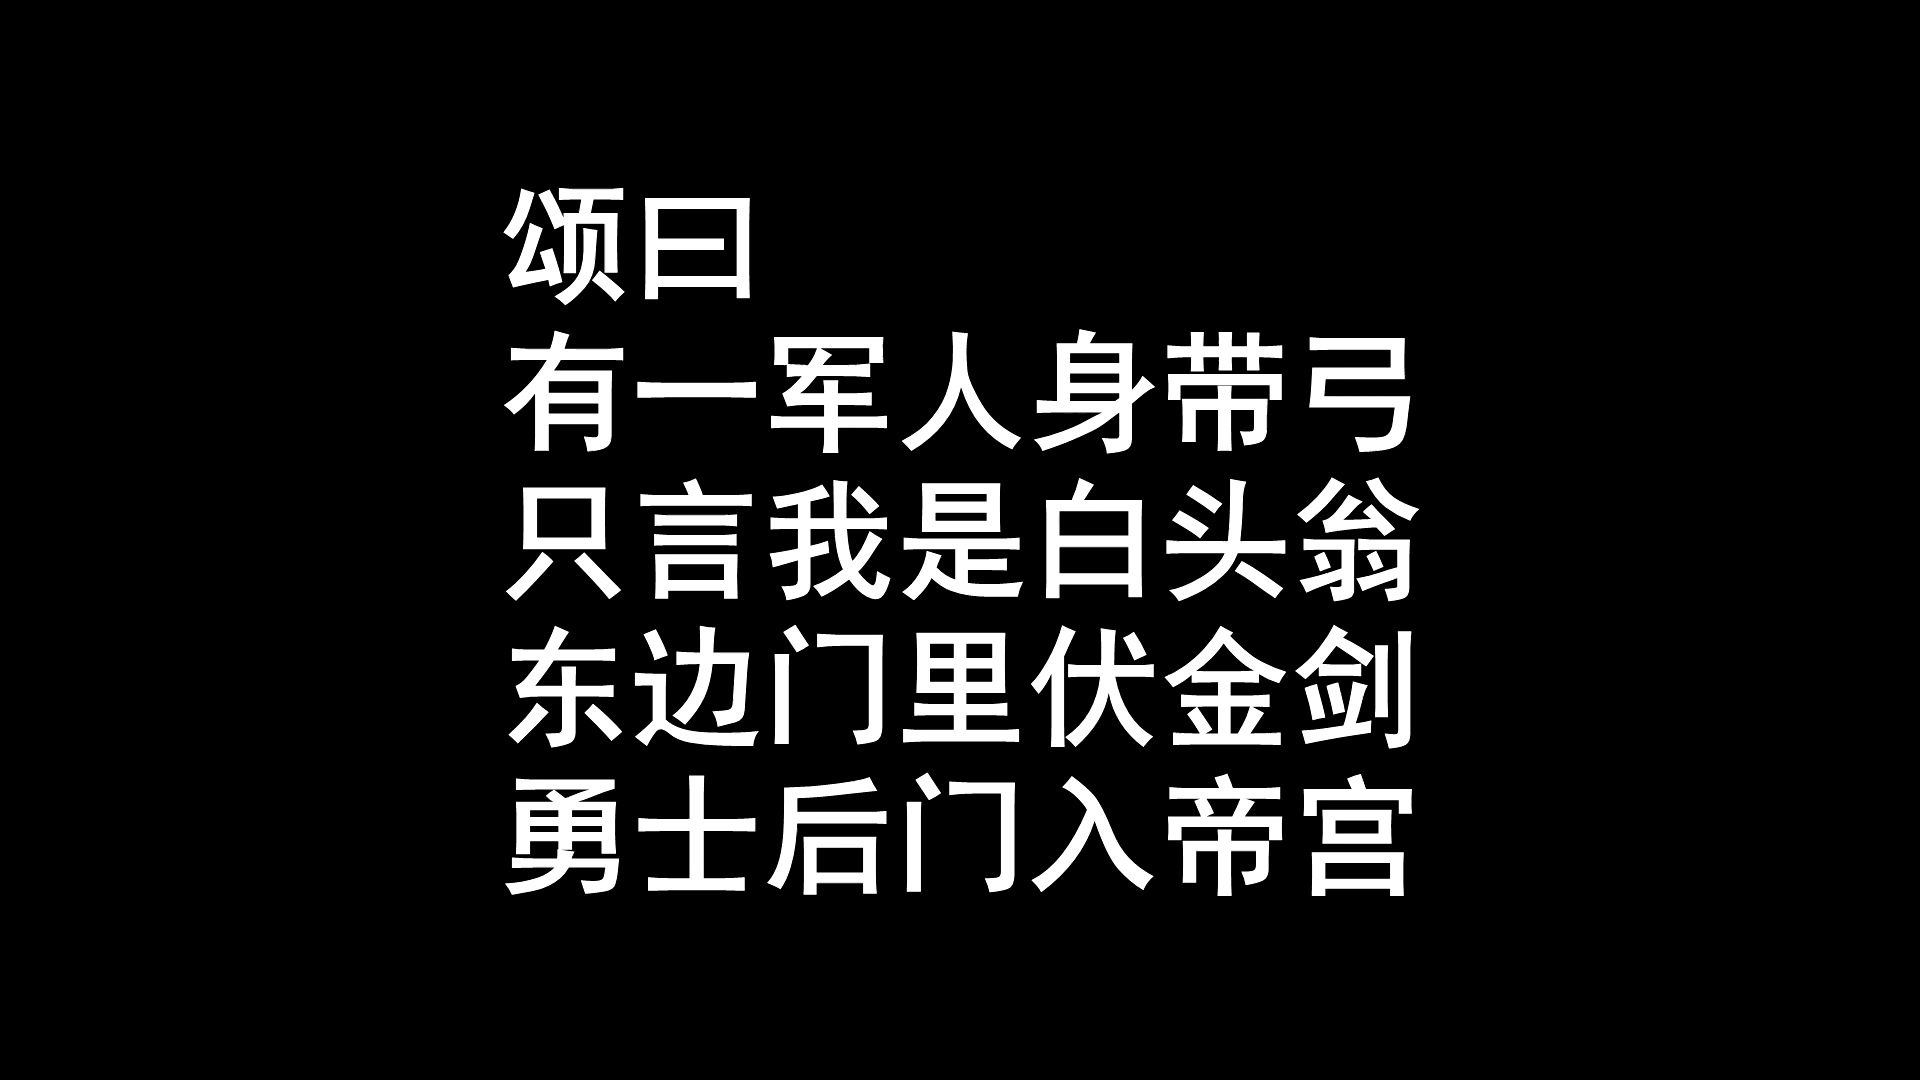 颂曰
有一军人身带弓
只言我是白头翁
东边门里伏金剑
勇士后门入帝宫